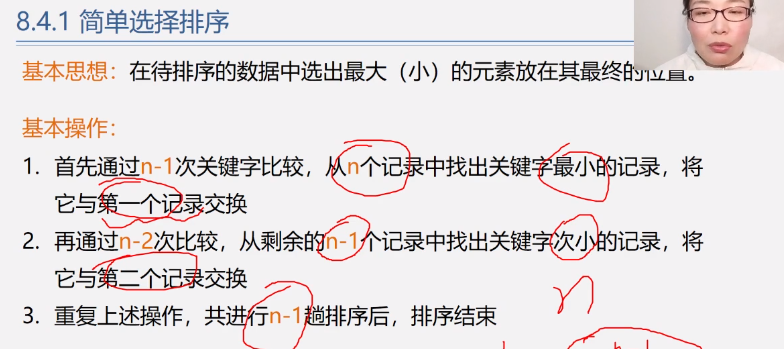 8.4.1 简单选择排序
基本思想：在待排序的数据中选出最大（小）的元素放在其最终的位置。
基本操作：
1. 首先通过n-1次关键字比较，从n个记录中找出关键字最小的记录，将
它与第一个记录交换
2. 再通过n-2次比较，从剩余的n-1个记录中找出关键字次小的记录，将
它与第二个记录交换
3. 重复上述操作，共进行n-1趟排序后，排序结束
n